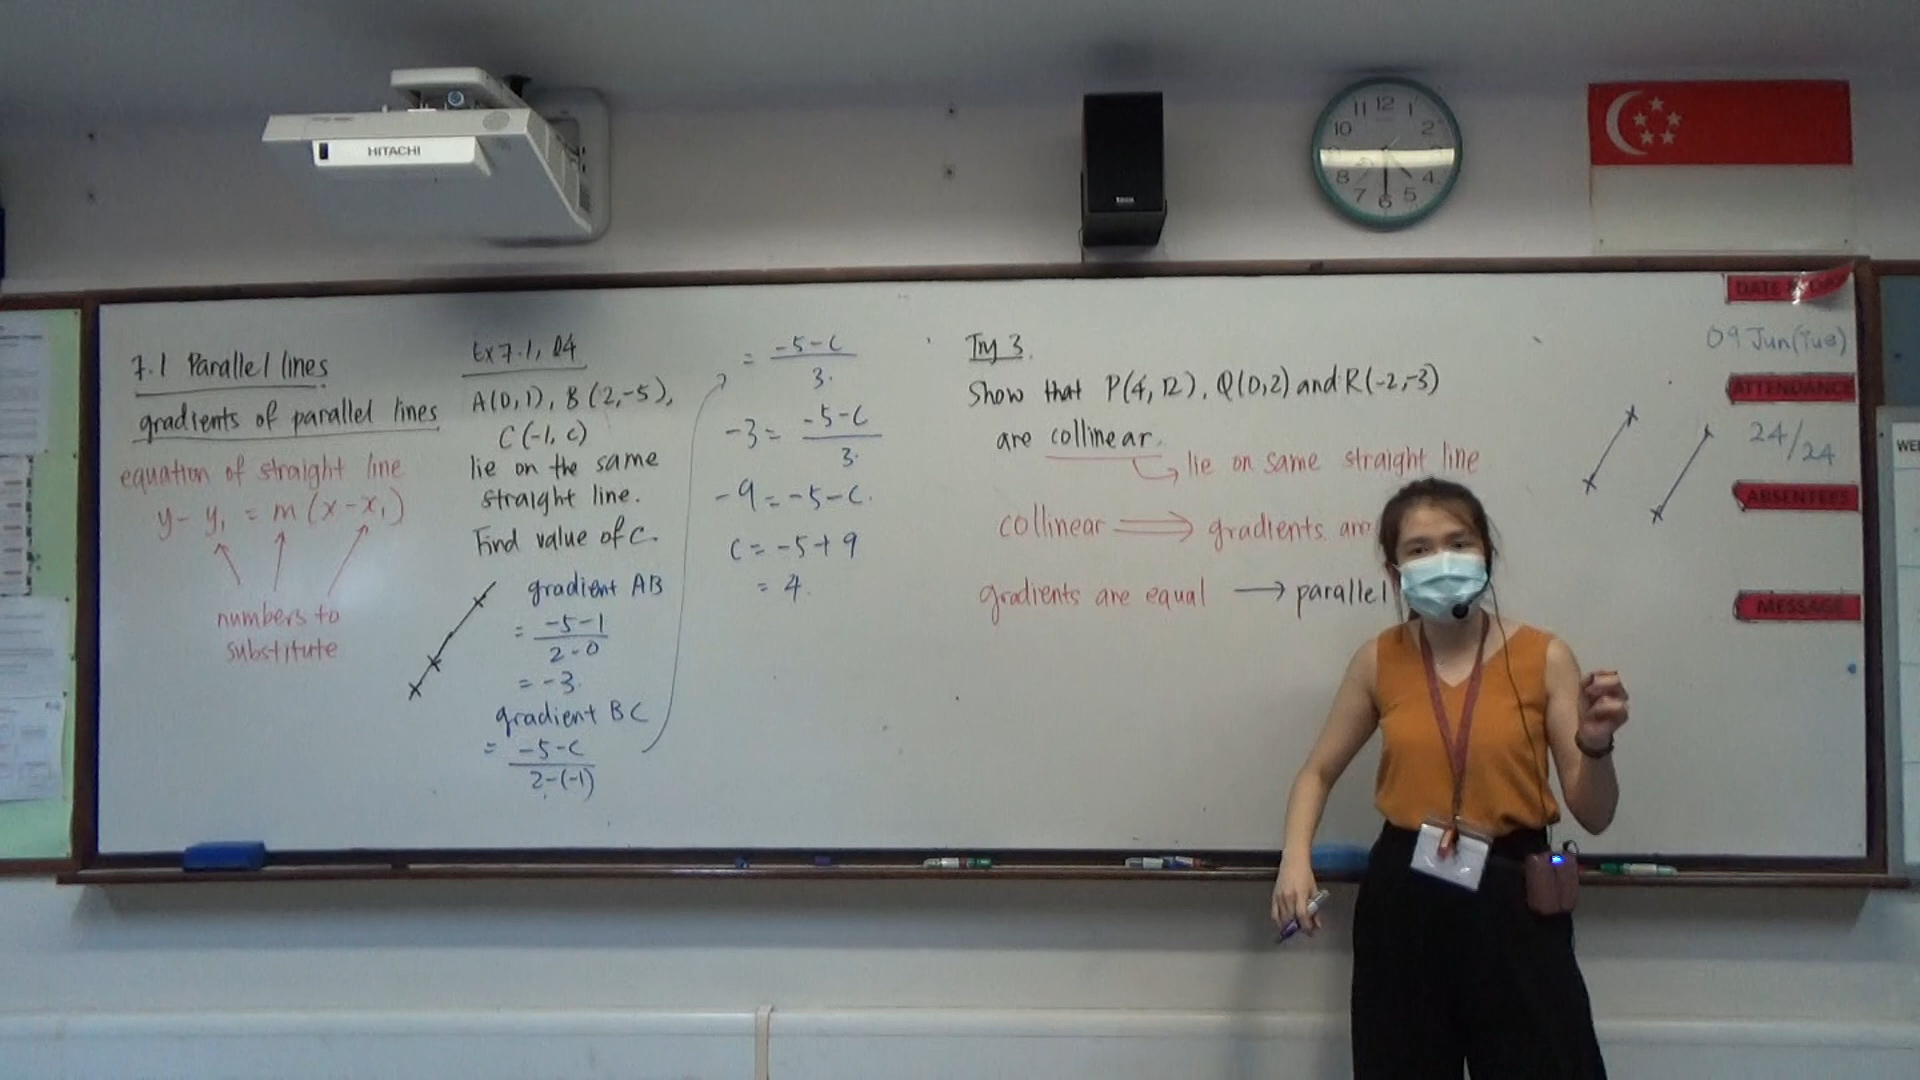 HITACHI
11 12 1
10 2
8 4
7 6 5
7.1 Parallel lines
gradients of parallel lines
equation of straight line
y - y₁ = m (x - x₁)
numbers to
substitute
Ex 7.1, Q4
A(0,1), B(2,-5),
C(-1, c)
lie on the same
straight line.
Find value of c.
gradient AB
= -5-1
2-0
= -3.
gradient BC
= -5-c
2-(-1)
= -5-c
3.
-3 = -5-c
3.
-9 = -5-c.
c = -5+9
= 4.
Try 3.
Show that P(4, 12), Q(0,2) and R(-2,-3)
are collinear.
lie on same straight line
collinear ⟹ gradients are
gradients are equal → parallel
DATE & DAY
09 Jun (Tue)
ATTENDANCE
24/24
ABSENTEES
MESSAGE
WE